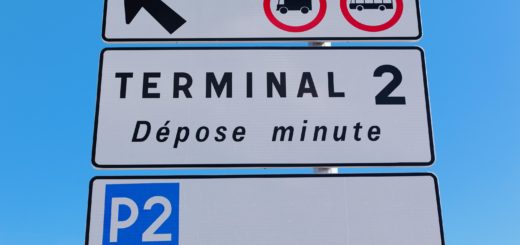 TERMINAL 2
Dépose minute
P2